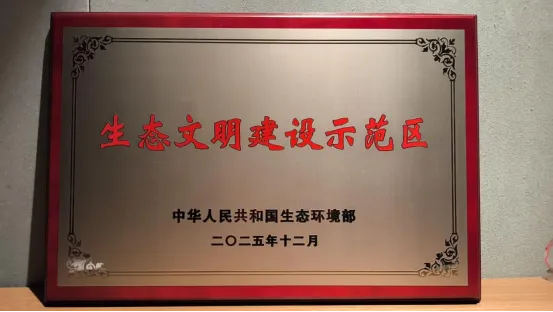 生态文明建设示范区
中华人民共和国生态环境部
二〇二五年十二月